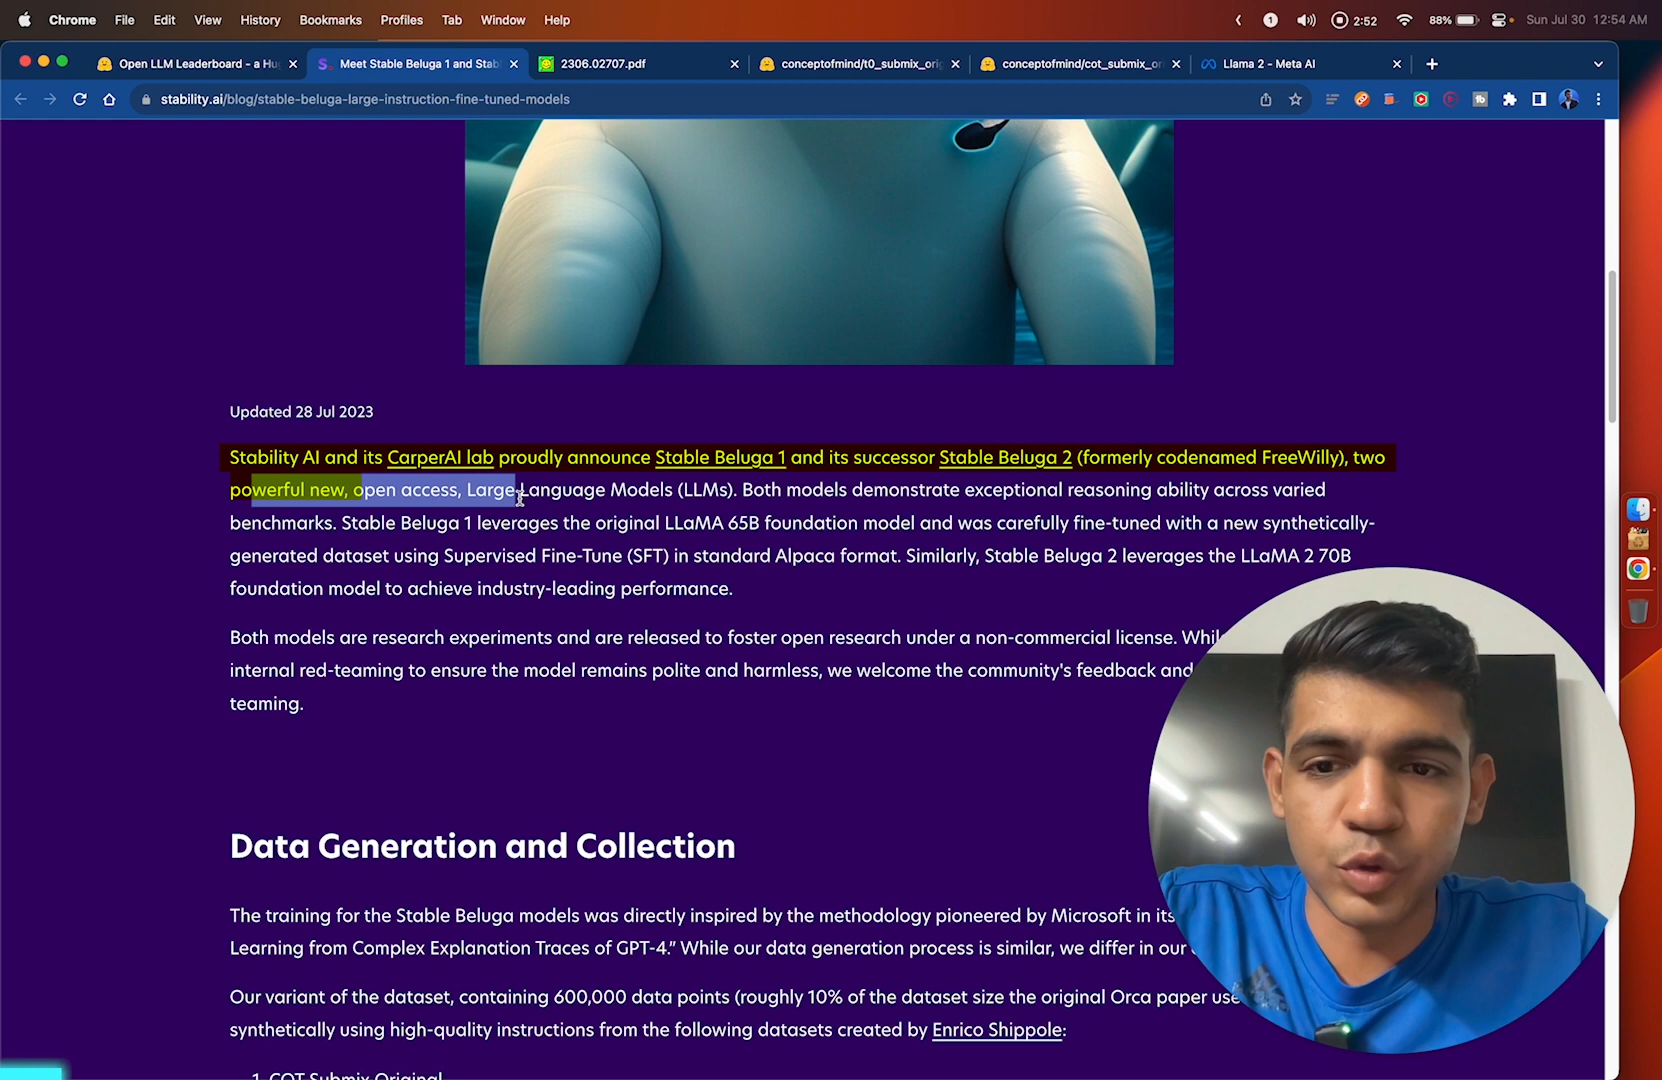 Chrome File Edit View History Bookmarks Profiles Tab Window Help 1 2:52 88% Sun Jul 30 12:54 AM
Open LLM Leaderboard - a Hu Meet Stable Beluga 1 and Stab 2306.02707.pdf conceptofmind/t0_submix_ori conceptofmind/cot_submix_or Llama 2 - Meta AI
stability.ai/blog/stable-beluga-large-instruction-fine-tuned-models
Updated 28 Jul 2023
Stability AI and its CarperAI lab proudly announce Stable Beluga 1 and its successor Stable Beluga 2 (formerly codenamed FreeWilly), two
powerful new, open access, Large Language Models (LLMs). Both models demonstrate exceptional reasoning ability across varied
benchmarks. Stable Beluga 1 leverages the original LLaMA 65B foundation model and was carefully fine-tuned with a new synthetically-
generated dataset using Supervised Fine-Tune (SFT) in standard Alpaca format. Similarly, Stable Beluga 2 leverages the LLaMA 2 70B
foundation model to achieve industry-leading performance.
Both models are research experiments and are released to foster open research under a non-commercial license. Whil
internal red-teaming to ensure the model remains polite and harmless, we welcome the community's feedback and
teaming.
Data Generation and Collection
The training for the Stable Beluga models was directly inspired by the methodology pioneered by Microsoft in its
Learning from Complex Explanation Traces of GPT-4.” While our data generation process is similar, we differ in our
Our variant of the dataset, containing 600,000 data points (roughly 10% of the dataset size the original Orca paper use
synthetically using high-quality instructions from the following datasets created by Enrico Shippole:
1. COT Submix Original